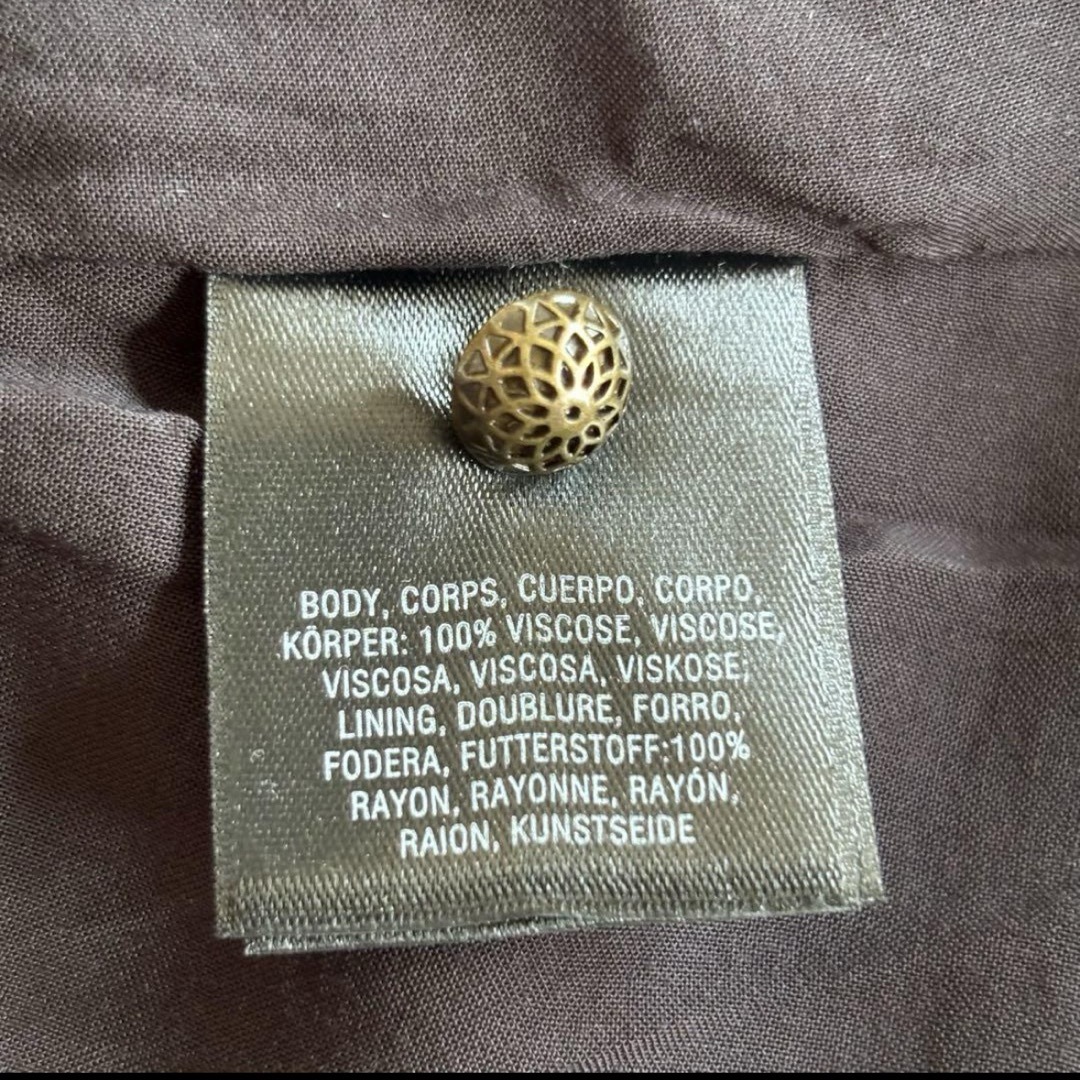 BODY, CORPS, CUERPO, CORPO,
KÖRPER: 100% VISCOSE, VISCOSE,
VISCOSA, VISCOSA, VISKOSE;
LINING, DOUBLURE, FORRO,
FODERA, FUTTERSTOFF:100%
RAYON, RAYONNE, RAYÓN,
RAION, KUNSTSEIDE